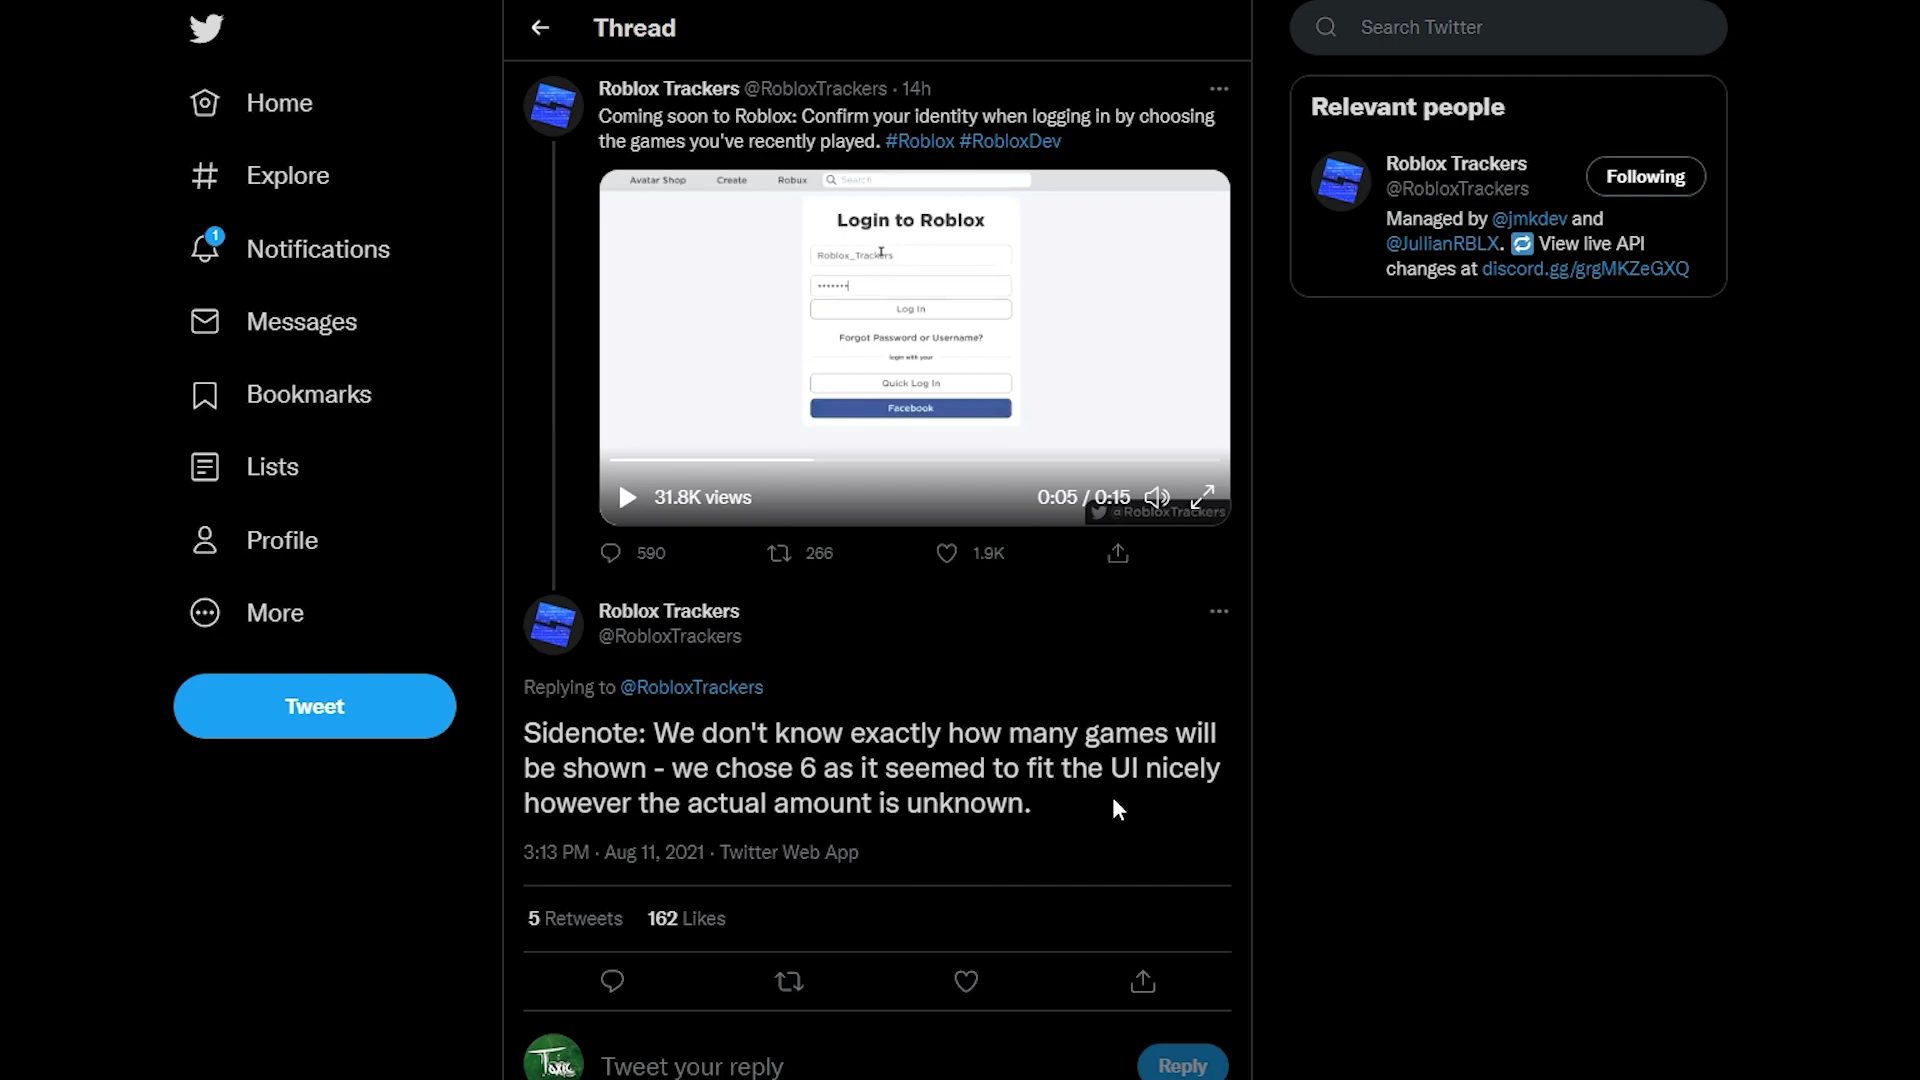 Thread
Search Twitter
Home
Explore
1
Notifications
Messages
Bookmarks
Lists
Profile
More
Tweet
Roblox Trackers @RobloxTrackers · 14h
Coming soon to Roblox: Confirm your identity when logging in by choosing
the games you've recently played. #Roblox #RobloxDev
Avatar Shop Create Robux Search
Login to Roblox
Roblox_Trackers
Log In
Forgot Password or Username?
login with your
Quick Log In
Facebook
31.8K views
0:05 / 0:15
@RobloxTrackers
590 266 1.9K
Roblox Trackers
@RobloxTrackers
Replying to @RobloxTrackers
Sidenote: We don't know exactly how many games will
be shown - we chose 6 as it seemed to fit the UI nicely
however the actual amount is unknown.
3:13 PM · Aug 11, 2021 · Twitter Web App
5 Retweets 162 Likes
Toxic
Tweet your reply
Reply
Relevant people
Roblox Trackers
@RobloxTrackers
Following
Managed by @jmkdev and
@JullianRBLX. 🔁 View live API
changes at discord.gg/grgMKZeGXQ